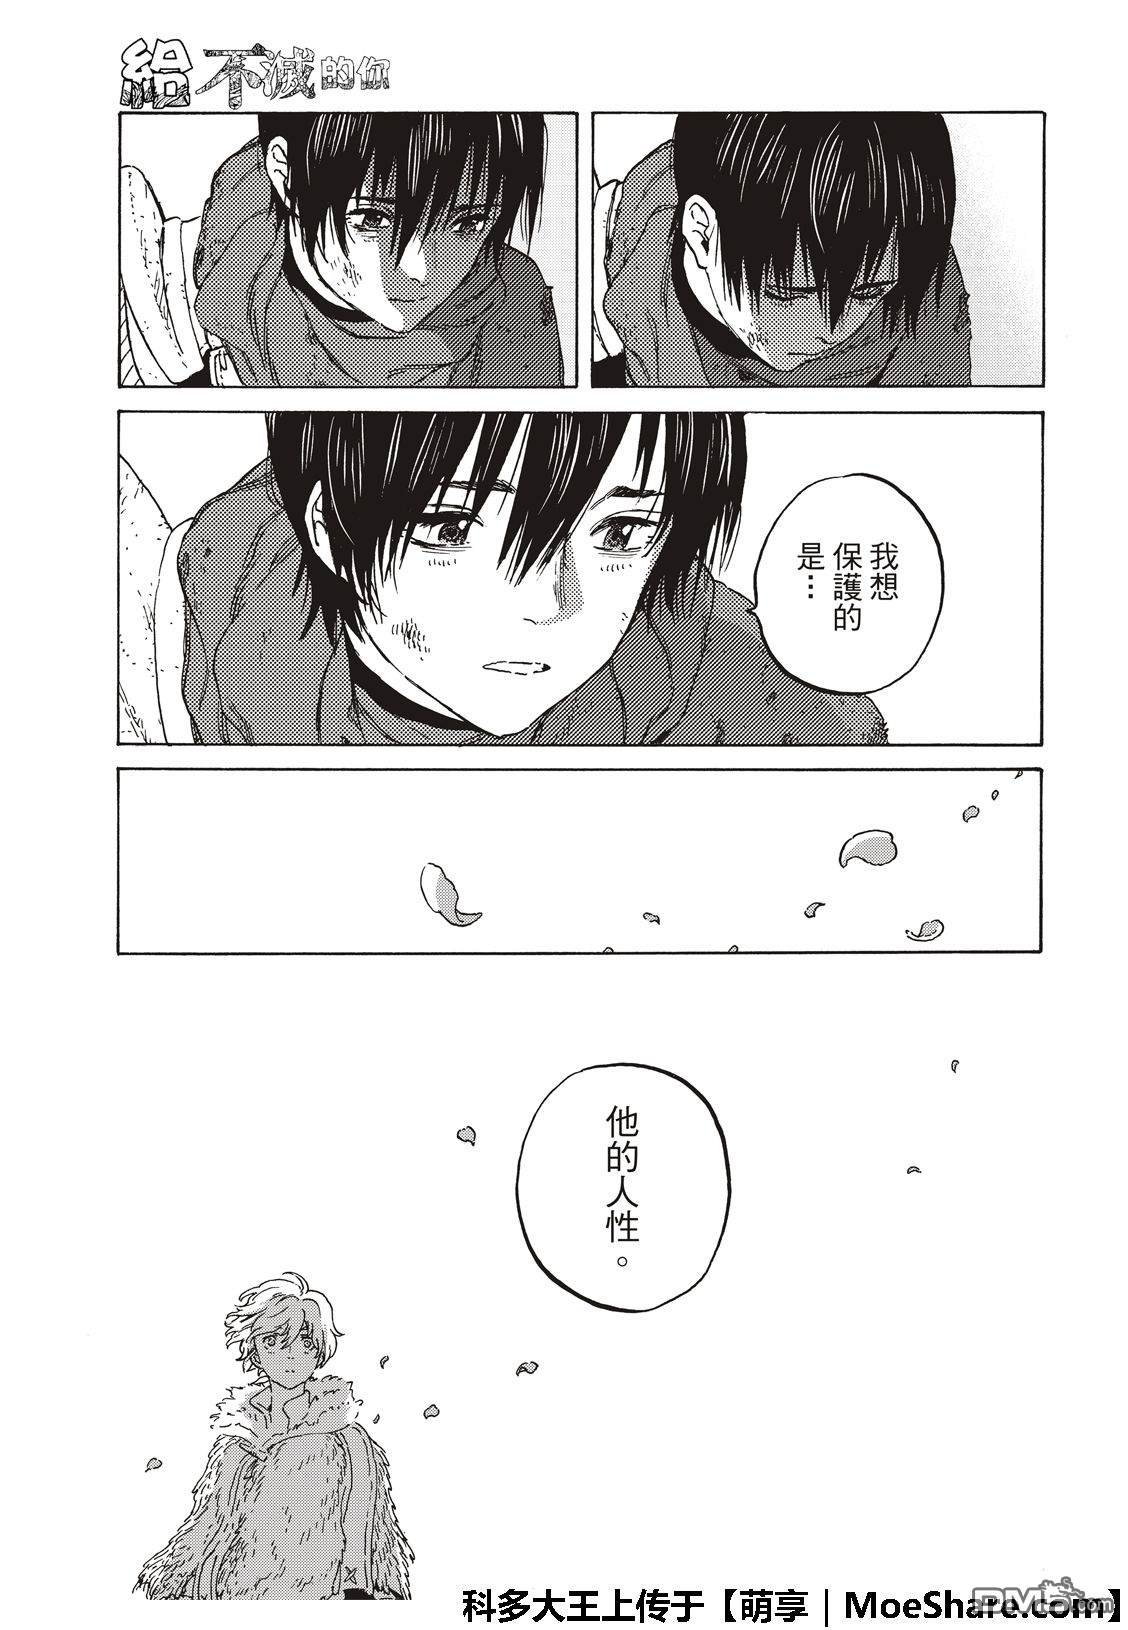 給不滅的你
我想
保護的
是…
他的人性。
科多大王上传于【萌享｜MoeShare.com】